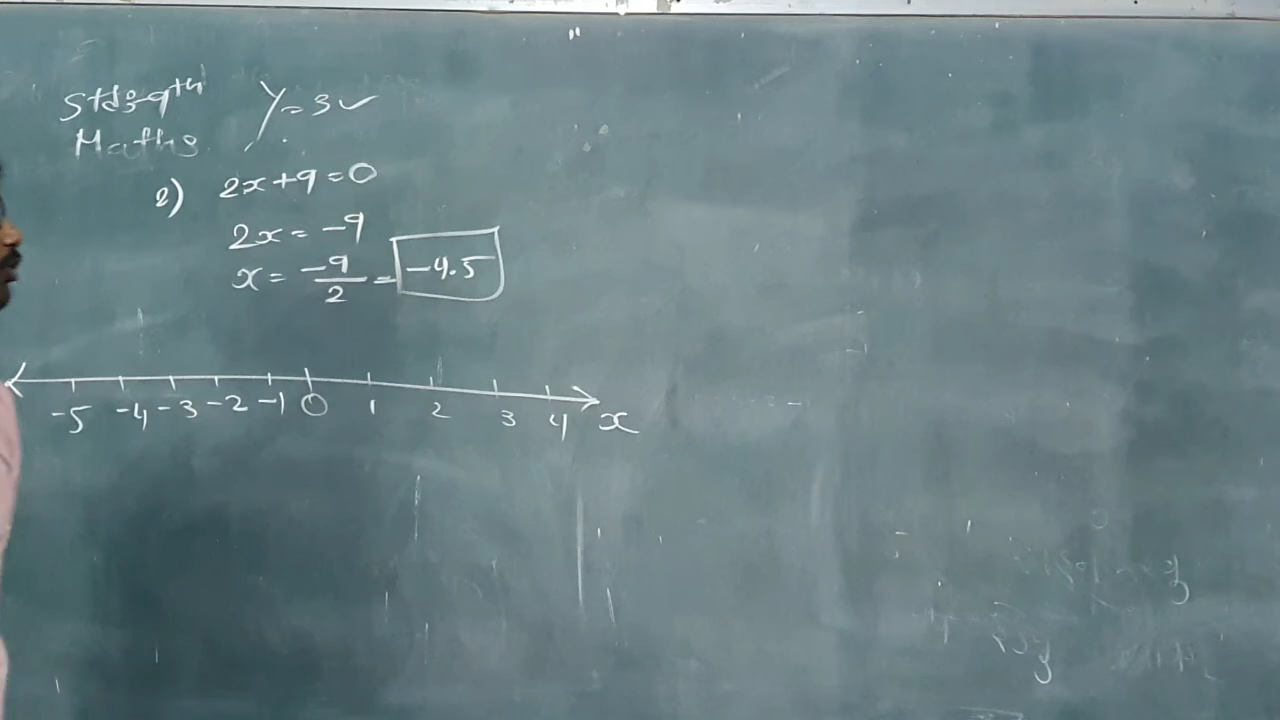 Std:-9th
Maths.
y = 3 ✓
2) 2x+9=0
2x = -9
x = -9/2 = -4.5
-5 -4 -3 -2 -1 0 1 2 3 4 x